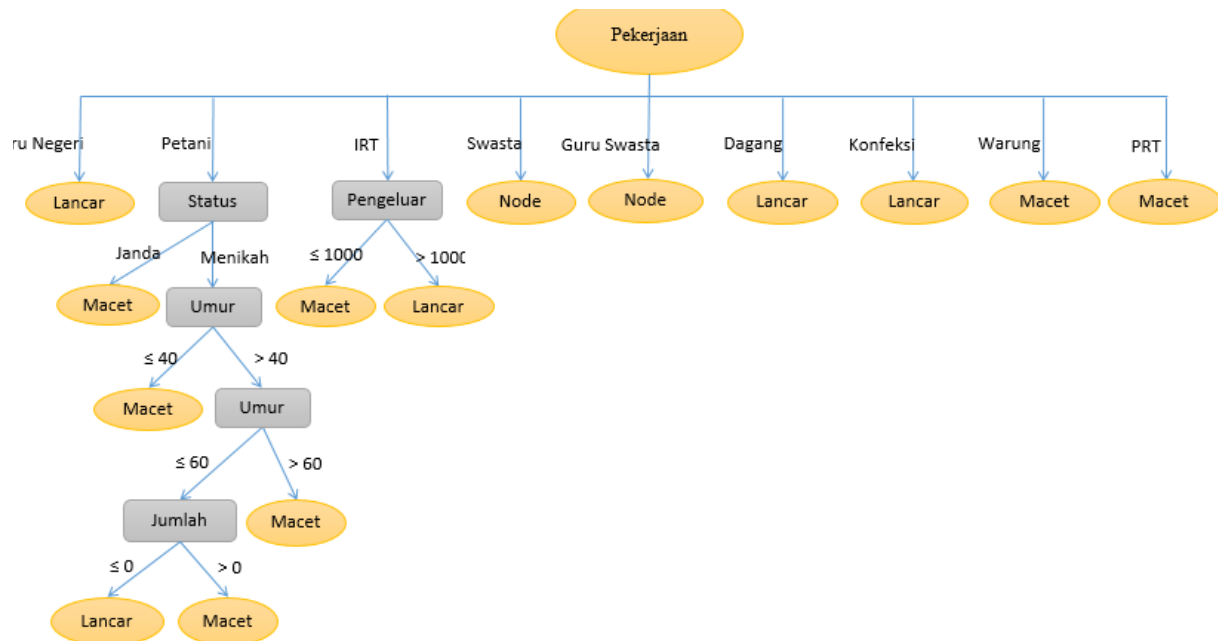 Pekerjaan
ru Negeri
Petani
IRT
Swasta
Guru Swasta
Dagang
Konfeksi
Warung
PRT
Lancar
Status
Pengeluar
Node
Node
Lancar
Lancar
Macet
Macet
Janda
Menikah
≤ 1000
> 1000
Macet
Umur
Macet
Lancar
≤ 40
> 40
Macet
Umur
≤ 60
> 60
Jumlah
Macet
≤ 0
> 0
Lancar
Macet